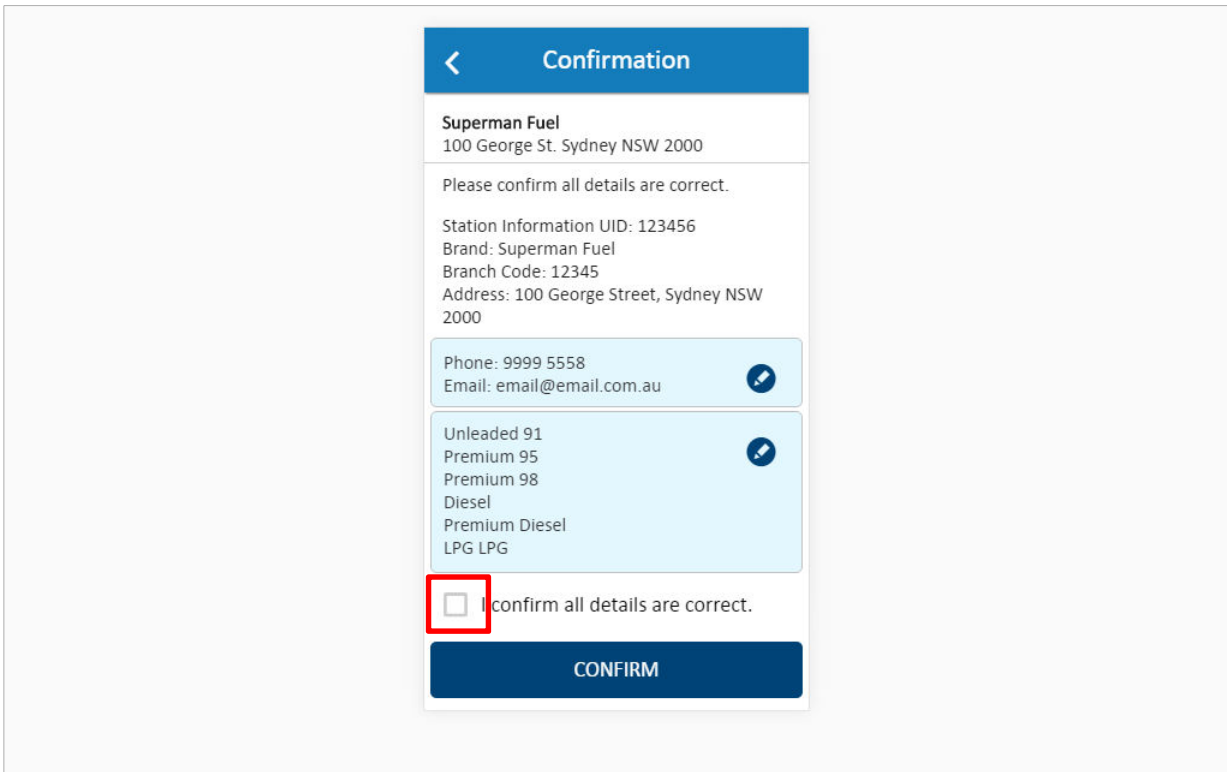 Confirmation
Superman Fuel
100 George St. Sydney NSW 2000
Please confirm all details are correct.
Station Information UID: 123456
Brand: Superman Fuel
Branch Code: 12345
Address: 100 George Street, Sydney NSW
2000
Phone: 9999 5558
Email: email@email.com.au
Unleaded 91
Premium 95
Premium 98
Diesel
Premium Diesel
LPG LPG
I confirm all details are correct.
CONFIRM